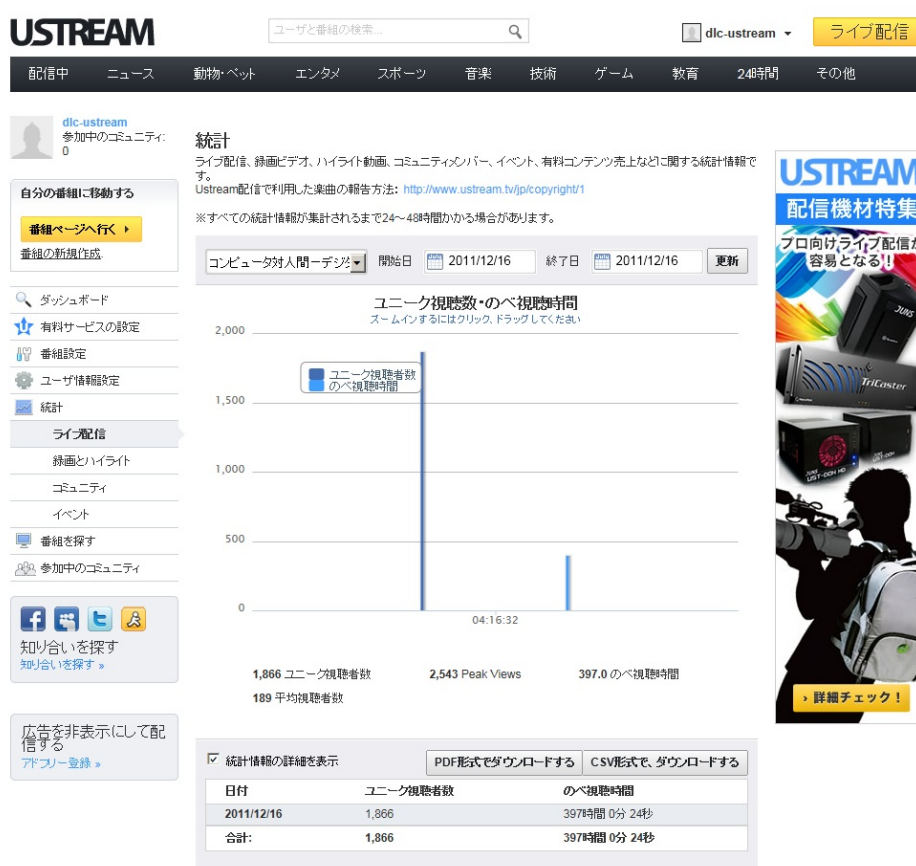 USTREAM
ユーザと番組の検索...
dlc-ustream
ライブ配信
配信中 ニュース 動物・ペット エンタメ スポーツ 音楽 技術 ゲーム 教育 24時間 その他
dlc-ustream
参加中のコミュニティ:
0
自分の番組に移動する
番組ページへ行く
番組の新規作成.
ダッシュボード
有料サービスの設定
番組設定
ユーザ情報設定
統計
ライブ配信
録画とハイライト
コミュニティ
イベント
番組を探す
参加中のコミュニティ
知り合いを探す
知り合いを探す »
広告を非表示にして配
信する
アドフリー登録 »
統計
ライブ配信、録画ビデオ、ハイライト動画、コミュニティメンバー、イベント、有料コンテンツ売上などに関する統計情報で
す。
Ustream配信で利用した楽曲の報告方法: http://www.ustream.tv/jp/copyright/1
※すべての統計情報が集計されるまで24～48時間かかる場合があります。
コンピュータ対人間ーデジ
開始日 2011/12/16 終了日 2011/12/16 更新
ユニーク視聴数・のべ視聴時間
ズームインするにはクリック、ドラッグしてください
2,000
ユニーク視聴者数
のべ視聴時間
1,500
1,000
500
0
04:16:32
1,866 ユニーク視聴者数 2,543 Peak Views 397.0 のべ視聴時間
189 平均視聴者数
統計情報の詳細を表示 PDF形式でダウンロードする CSV形式で、ダウンロードする
日付 ユニーク視聴者数 のべ視聴時間
2011/12/16 1,866 397時間 0分 24秒
合計: 1,866 397時間 0分 24秒
USTREAM
配信機材特集
プロ向けライブ配信が
容易となる！
TriCaster
› 詳細チェック！